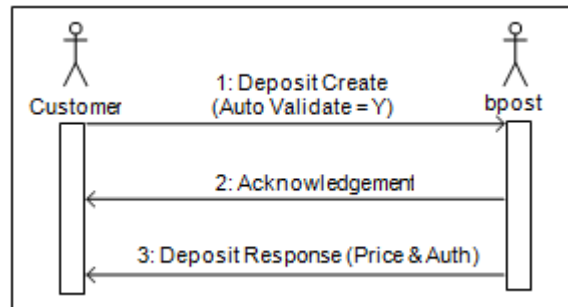 1: Deposit Create
Customer
(Auto Validate = Y)
bpost
2: Acknowledgement
3: Deposit Response (Price & Auth)